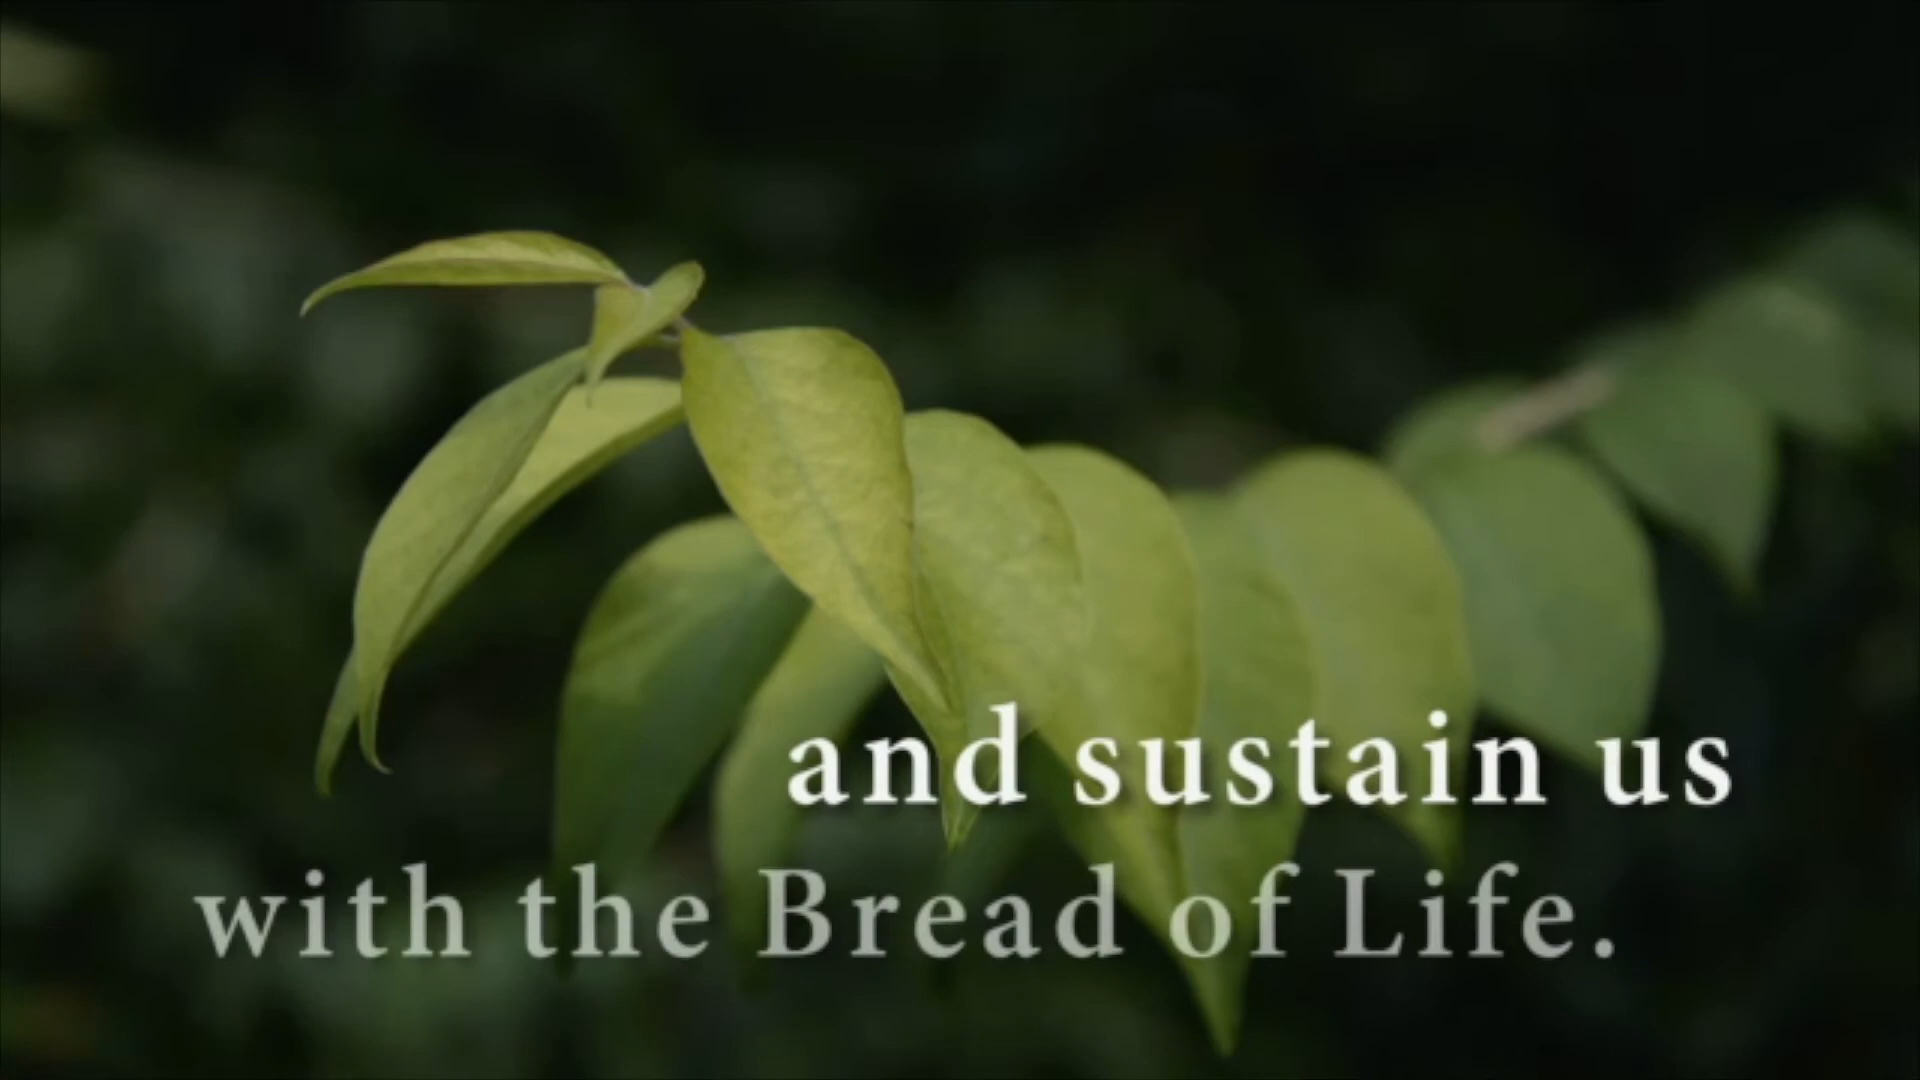 and sustain us
with the Bread of Life.